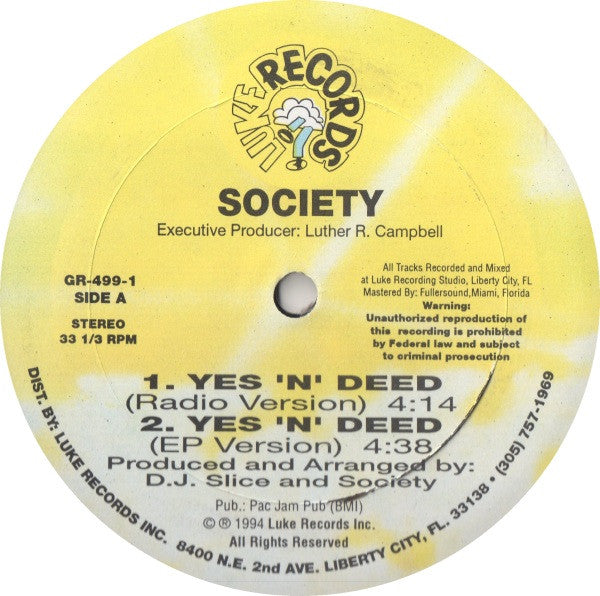 LUKE RECORDS
SOCIETY
Executive Producer: Luther R. Campbell
GR-499-1
SIDE A
STEREO
33 1/3 RPM
All Tracks Recorded and Mixed
at Luke Recording Studio, Liberty City, FL
Mastered By: Fullersound,Miami, Florida
Warning:
Unauthorized reproduction of
this recording is prohibited
by Federal law and subject
to criminal prosecution
1. YES 'N' DEED
(Radio Version) 4:14
2. YES 'N' DEED
(EP Version) 4:38
Produced and Arranged by:
D.J. Slice and Society
Pub.: Pac Jam Pub (BMI)
© ® 1994 Luke Records Inc.
All Rights Reserved
DIST. BY: LUKE RECORDS INC. 8400 N.E. 2nd AVE. LIBERTY CITY, FL. 33138 • (305) 757-1969